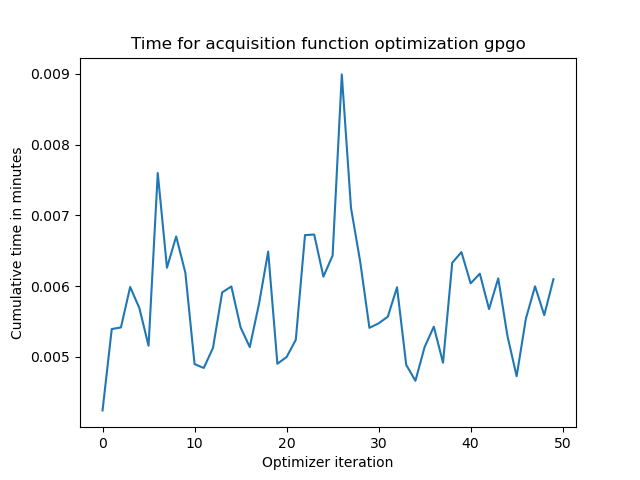 Time for acquisition function optimization gpgo
0.009
0.008
0.007
0.006
0.005
Cumulative time in minutes
0 10 20 30 40 50
Optimizer iteration